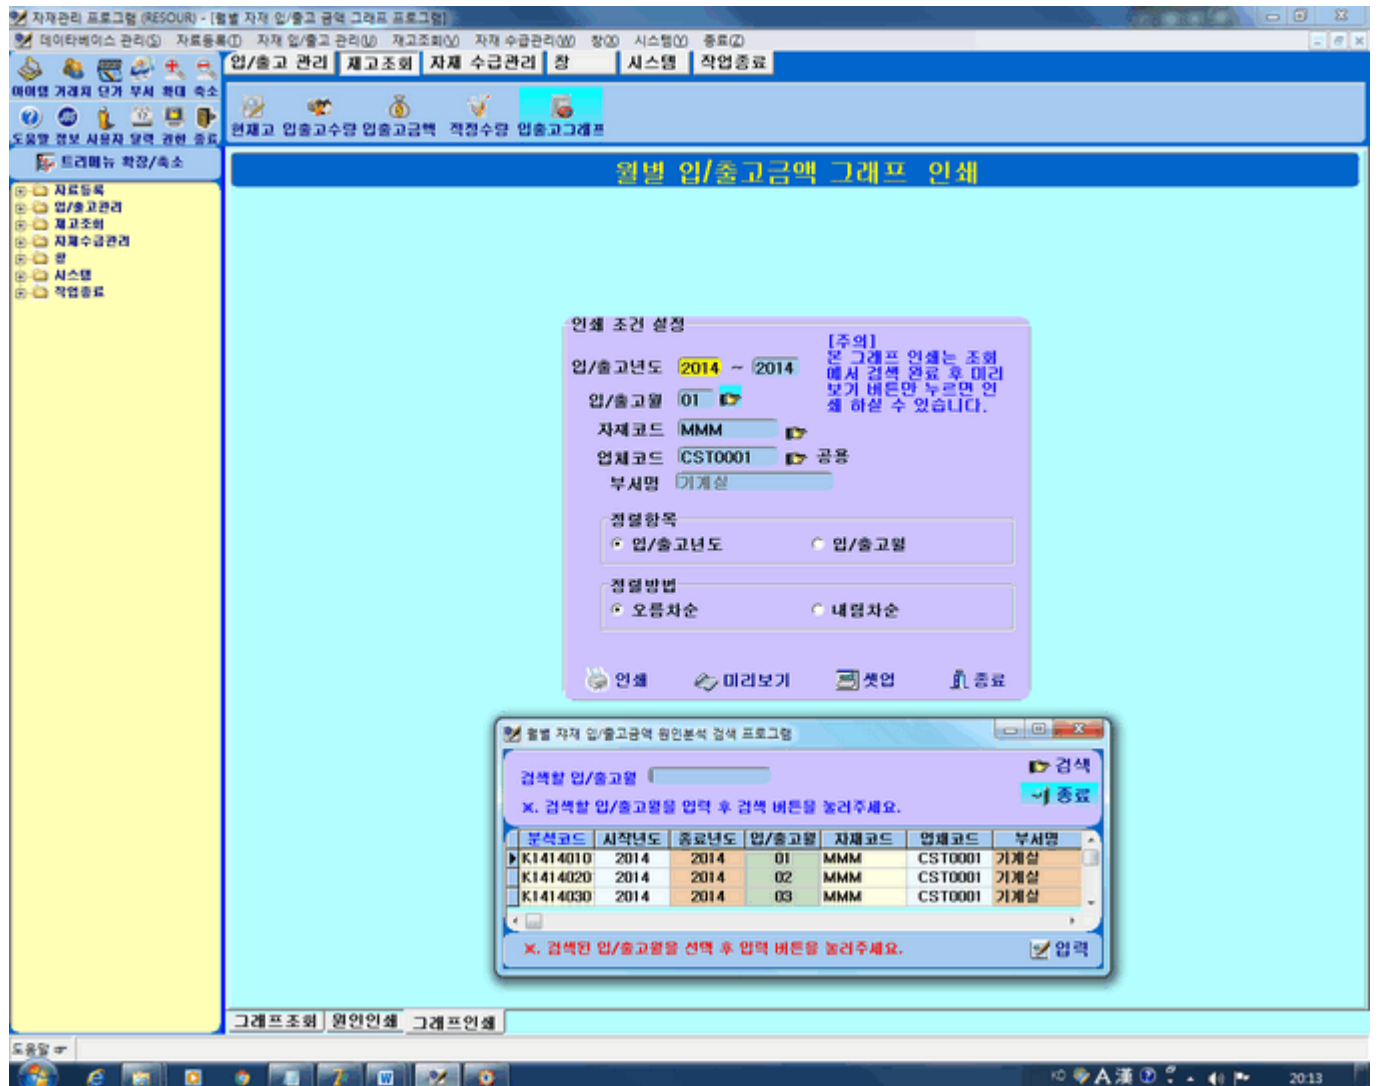 자재관리 프로그램 (RESOUR) - [월별 자재 입/출고 금액 그래프 프로그램]
데이타베이스 관리(S) 자료등록(T) 자재 입/출고 관리(U) 재고조회(V) 자재 수급관리(W) 창(X) 시스템(Y) 종료(Z)
입/출고 관리 재고조회 자재 수급관리 창 시스템 작업종료
아이템 거래처 단가 부서 확대 축소
도움말 정보 사용자 달력 권한 종료
현재고 입출고수량 입출고금액 적정수량 입출고그래프
트리메뉴 확장/축소
월별 입/출고금액 그래프 인쇄
자료등록
입/출고관리
재고조회
자재수급관리
창
시스템
작업종료
인쇄 조건 설정
[주의]
본 그래프 인쇄는 조회
에서 검색 완료 후 미리
보기 버튼만 누르면 인
쇄 하실 수 있습니다.
입/출고년도 2014 ~ 2014
입/출고월 01
자재코드 MMM
업체코드 CST0001 공용
부서명 기계실
정렬항목
입/출고년도 입/출고월
정렬방법
오름차순 내림차순
인쇄 미리보기 셋업 종료
월별 자재 입/출고금액 원인분석 검색 프로그램
검색할 입/출고월 검색
※. 검색할 입/출고월을 입력 후 검색 버튼을 눌러주세요. 종료
분석코드 시작년도 종료년도 입/출고월 자재코드 업체코드 부서명
K1414010 2014 2014 01 MMM CST0001 기계실
K1414020 2014 2014 02 MMM CST0001 기계실
K1414030 2014 2014 03 MMM CST0001 기계실
※. 검색된 입/출고월을 선택 후 입력 버튼을 눌러주세요. 입력
그래프조회 원인인쇄 그래프인쇄
도움말 ☞
KO A 漢 20:13